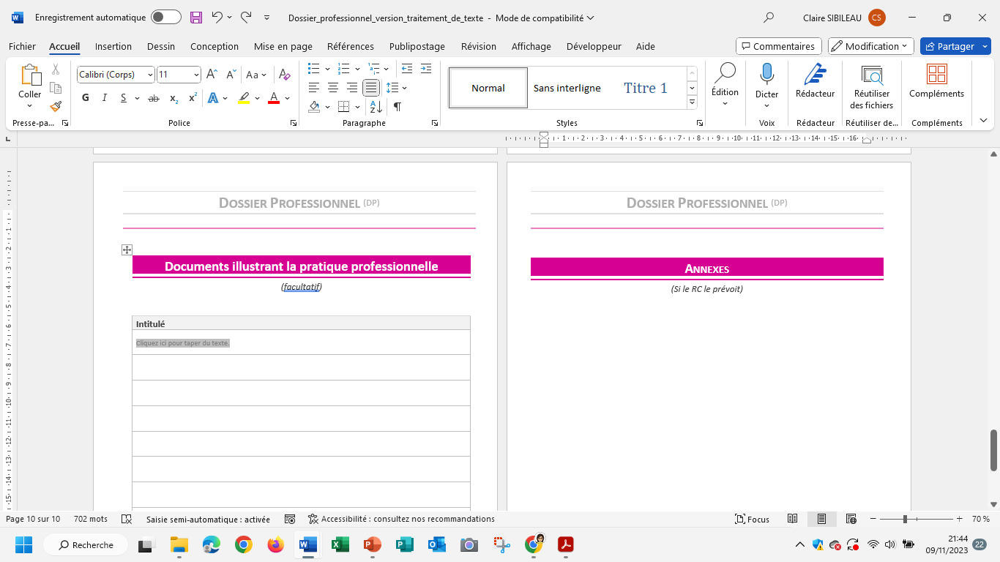 Enregistrement automatique
Dossier_professionnel_version_traitement_de_texte - Mode de compatibilité
Claire SIBILEAU
CS
Fichier Accueil Insertion Dessin Conception Mise en page Références Publipostage Révision Affichage Développeur Aide
Commentaires Modification Partager
Coller
Calibri (Corps) 11
Normal Sans interligne Titre 1
Édition Dicter Rédacteur Réutiliser des fichiers Compléments
Presse-pa... Police Paragraphe Styles Voix Rédacteur Réutiliser de... Compléments
DOSSIER PROFESSIONNEL (DP)
Documents illustrant la pratique professionnelle
(facultatif)
Intitulé
Cliquez ici pour taper du texte.
DOSSIER PROFESSIONNEL (DP)
ANNEXES
(Si le RC le prévoit)
Page 10 sur 10 702 mots Saisie semi-automatique : activée Accessibilité : consultez nos recommandations Focus 70 %
Recherche
21:44
09/11/2023
22